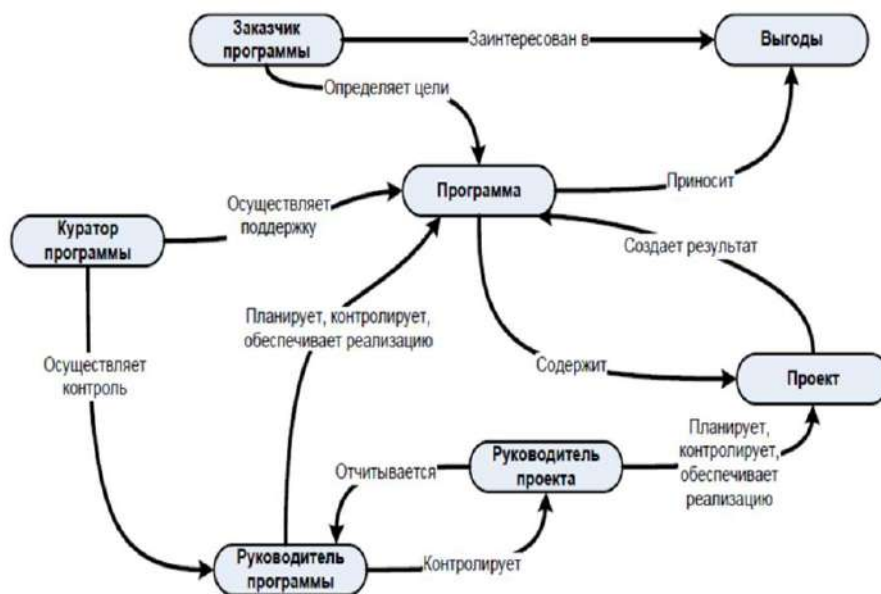 Заказчик
программы
Заинтересован в
Выгоды
Определяет цели
Программа
Приносит
Осуществляет
поддержку
Куратор
программы
Создает результат
Планирует, контролирует,
обеспечивает реализацию
Осуществляет
контроль
Содержит
Проект
Планирует,
контролирует,
обеспечивает
реализацию
Руководитель
проекта
Отчитывается
Руководитель
программы
Контролирует